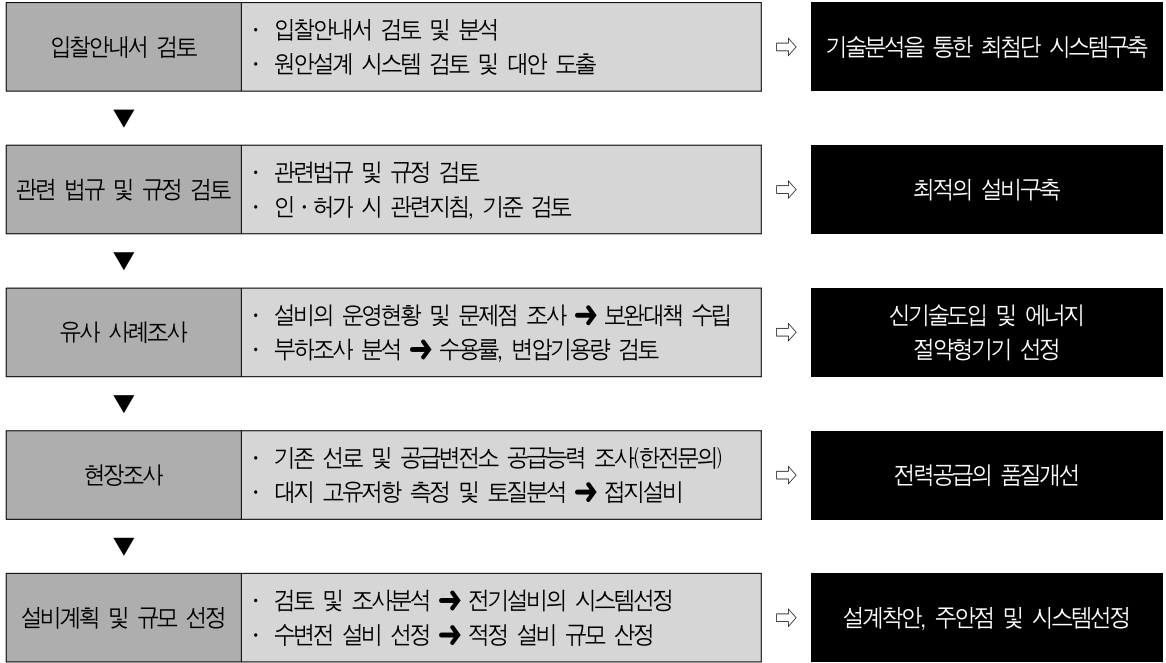 입찰안내서 검토
· 입찰안내서 검토 및 분석
· 원안설계 시스템 검토 및 대안 도출
⇨
기술분석을 통한 최첨단 시스템구축
▼
관련 법규 및 규정 검토
· 관련법규 및 규정 검토
· 인·허가 시 관련지침, 기준 검토
⇨
최적의 설비구축
▼
유사 사례조사
· 설비의 운영현황 및 문제점 조사 ➜ 보완대책 수립
· 부하조사 분석 ➜ 수용률, 변압기용량 검토
⇨
신기술도입 및 에너지
절약형기기 선정
▼
현장조사
· 기존 선로 및 공급변전소 공급능력 조사(한전문의)
· 대지 고유저항 측정 및 토질분석 ➜ 접지설비
⇨
전력공급의 품질개선
▼
설비계획 및 규모 선정
· 검토 및 조사분석 ➜ 전기설비의 시스템선정
· 수변전 설비 선정 ➜ 적정 설비 규모 산정
⇨
설계착안, 주안점 및 시스템선정